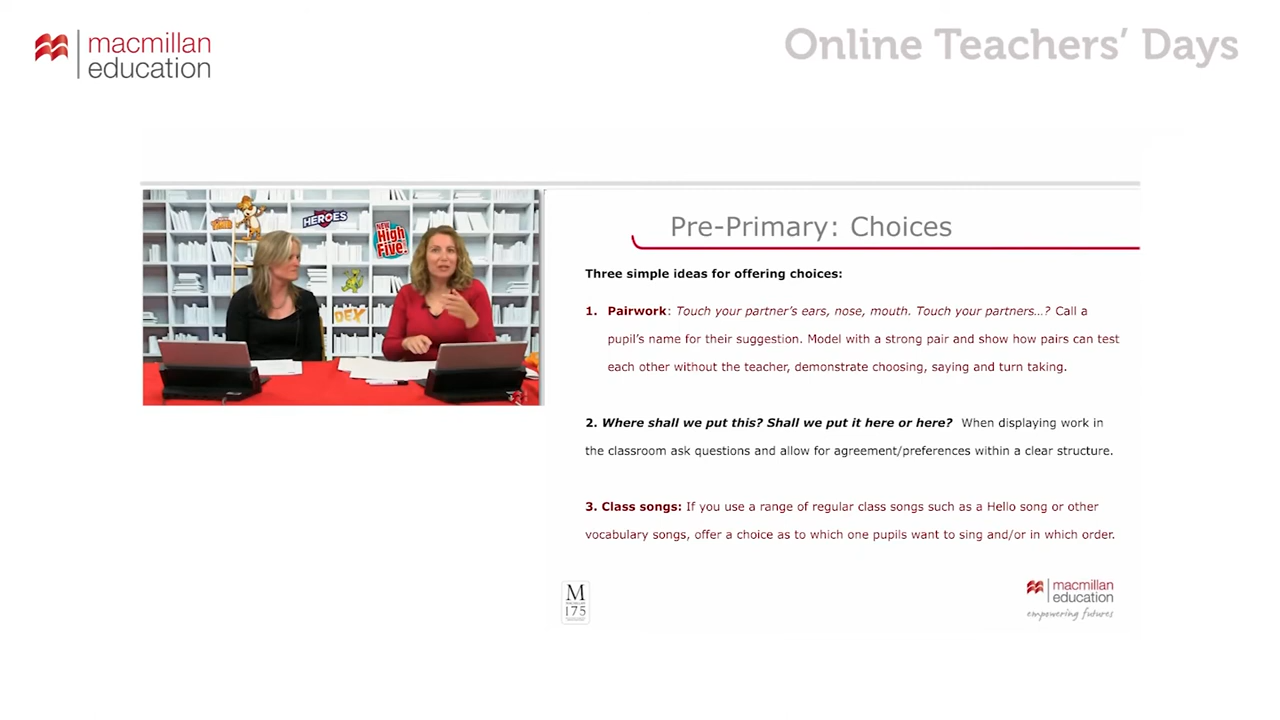 macmillan
education
Online Teachers' Days
HEROES
NEW
High
Five!
DEX
Pre-Primary: Choices
Three simple ideas for offering choices:
1. Pairwork: Touch your partner's ears, nose, mouth. Touch your partners...? Call a
pupil's name for their suggestion. Model with a strong pair and show how pairs can test
each other without the teacher, demonstrate choosing, saying and turn taking.
2. Where shall we put this? Shall we put it here or here? When displaying work in
the classroom ask questions and allow for agreement/preferences within a clear structure.
3. Class songs: If you use a range of regular class songs such as a Hello song or other
vocabulary songs, offer a choice as to which one pupils want to sing and/or in which order.
M
175
macmillan
education
empowering futures